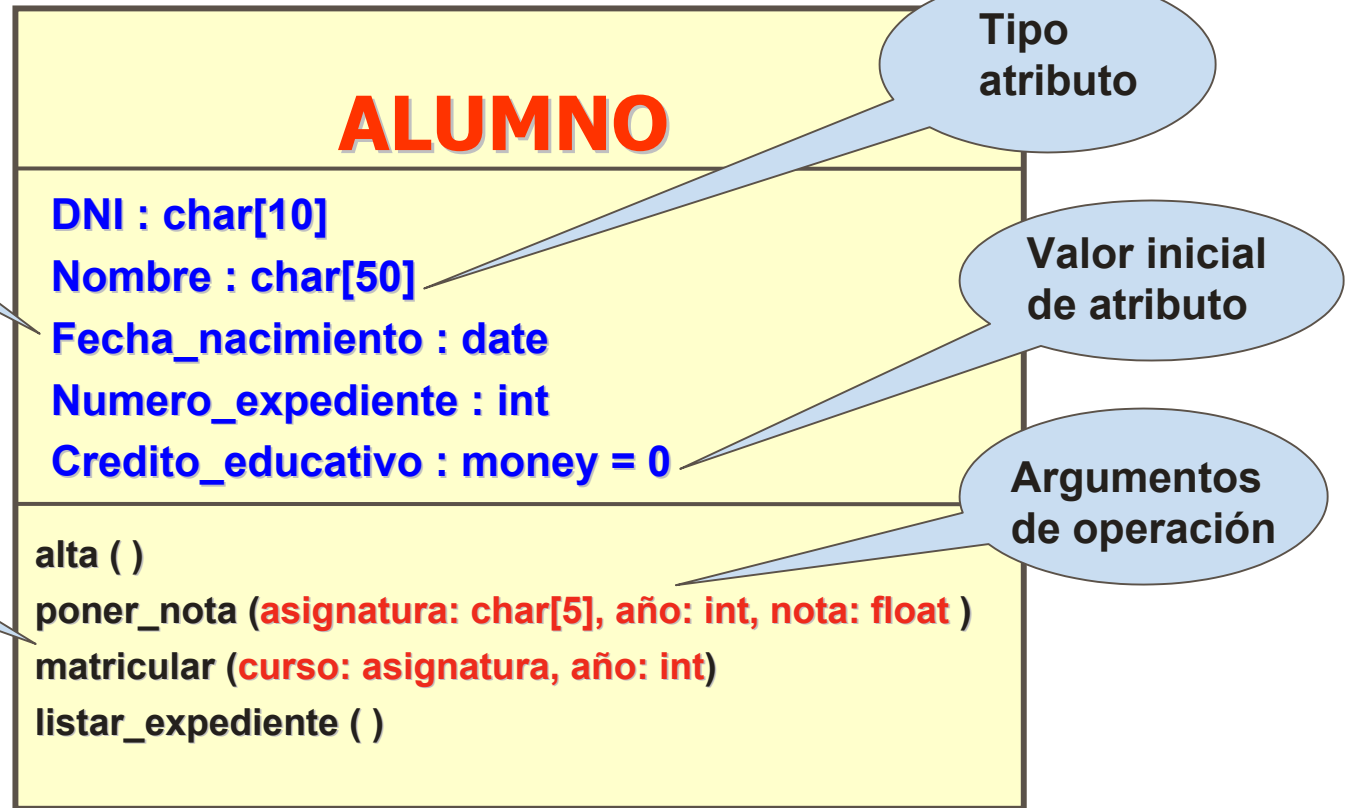 ALUMNO
DNI : char[10]
Nombre : char[50]
Fecha_nacimiento : date
Numero_expediente : int
Credito_educativo : money = 0
alta ( )
poner_nota (asignatura: char[5], año: int, nota: float )
matricular (curso: asignatura, año: int)
listar_expediente ( )
Tipo
atributo
Valor inicial
de atributo
Argumentos
de operación